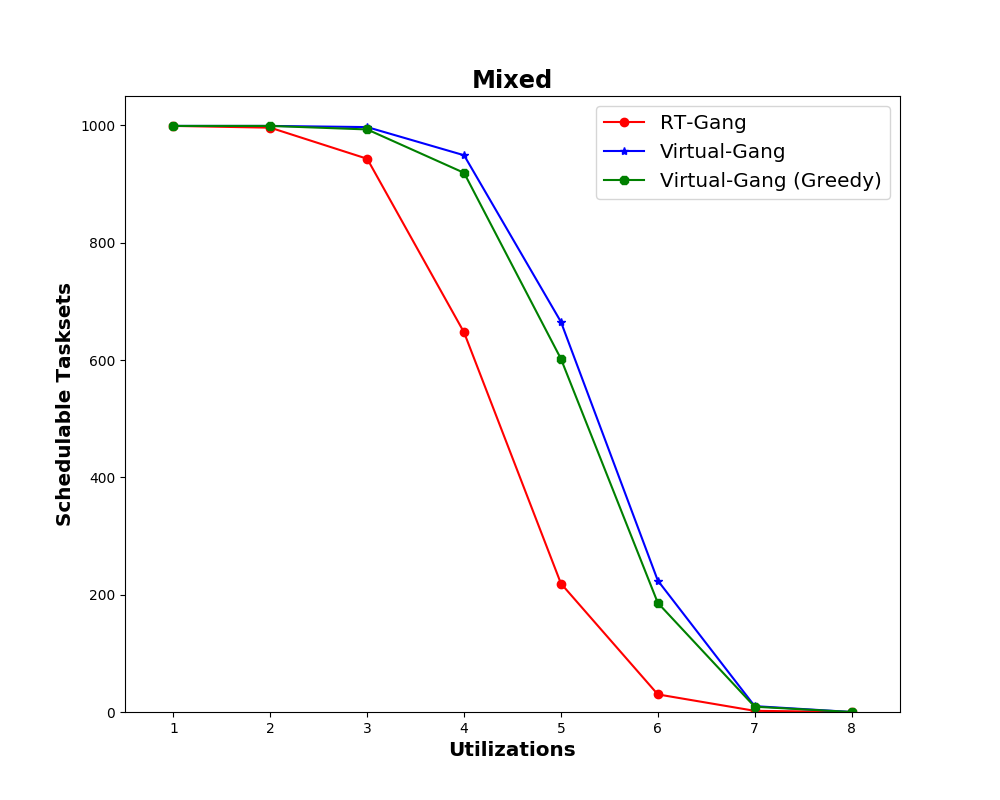 Mixed
RT-Gang
Virtual-Gang
Virtual-Gang (Greedy)
Schedulable Tasksets
1000
800
600
400
200
0
1 2 3 4 5 6 7 8
Utilizations